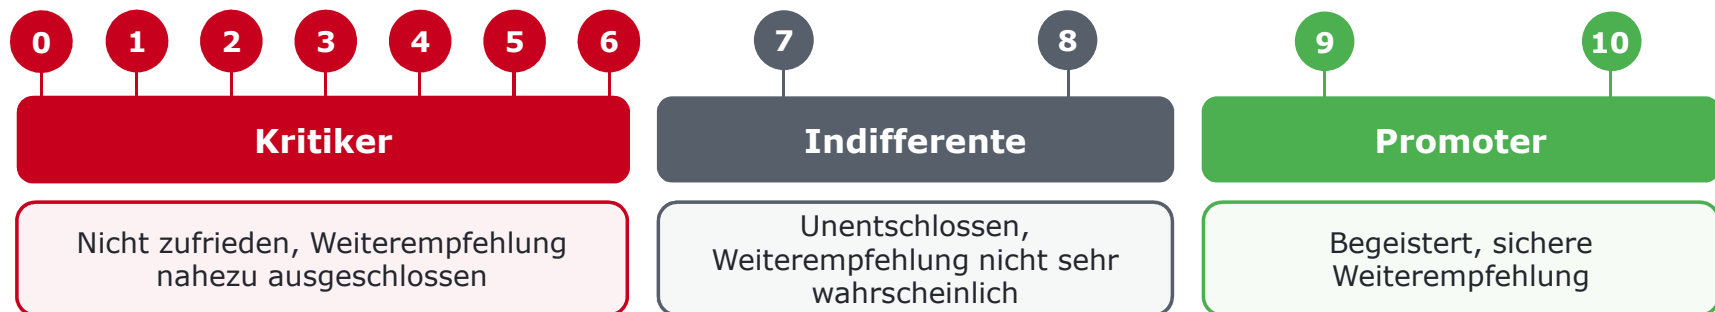 0 1 2 3 4 5 6 7 8 9 10
Kritiker
Indifferente
Promoter
Nicht zufrieden, Weiterempfehlung
nahezu ausgeschlossen
Unentschlossen,
Weiterempfehlung nicht sehr
wahrscheinlich
Begeistert, sichere
Weiterempfehlung